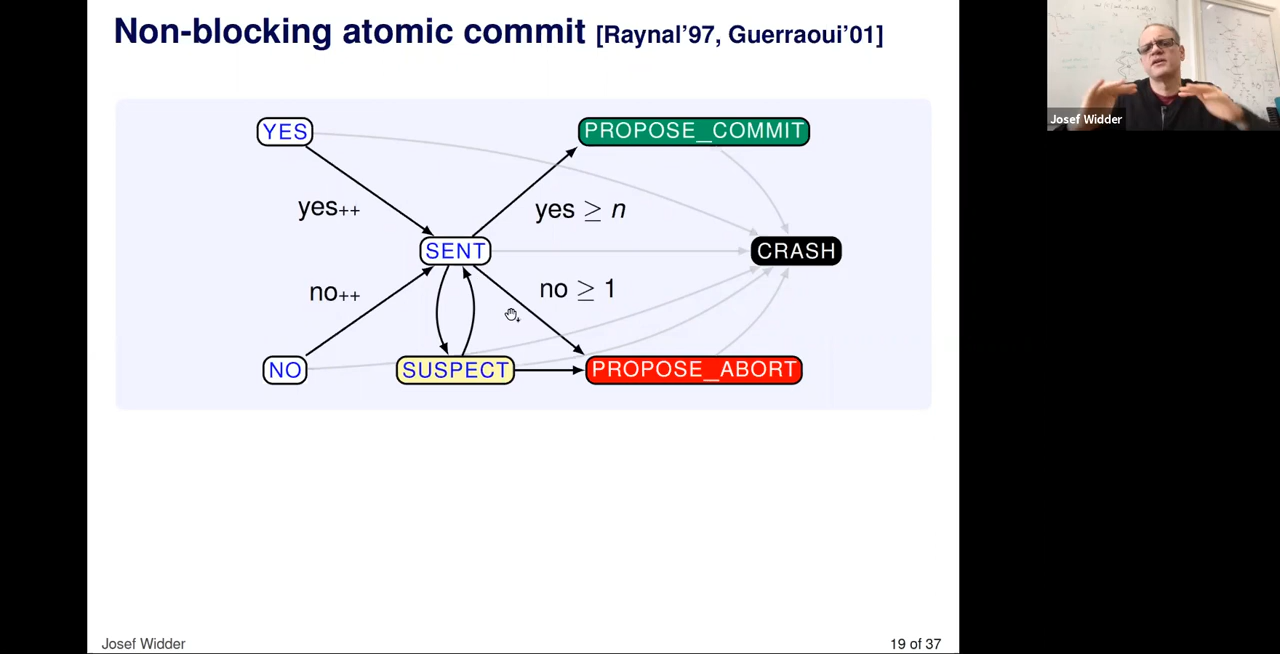 Non-blocking atomic commit [Raynal'97, Guerraoui'01]
YES
PROPOSE_COMMIT
yes++
yes ≥ n
SENT
CRASH
no++
no ≥ 1
NO
SUSPECT
PROPOSE_ABORT
Josef Widder
19 of 37
Josef Widder